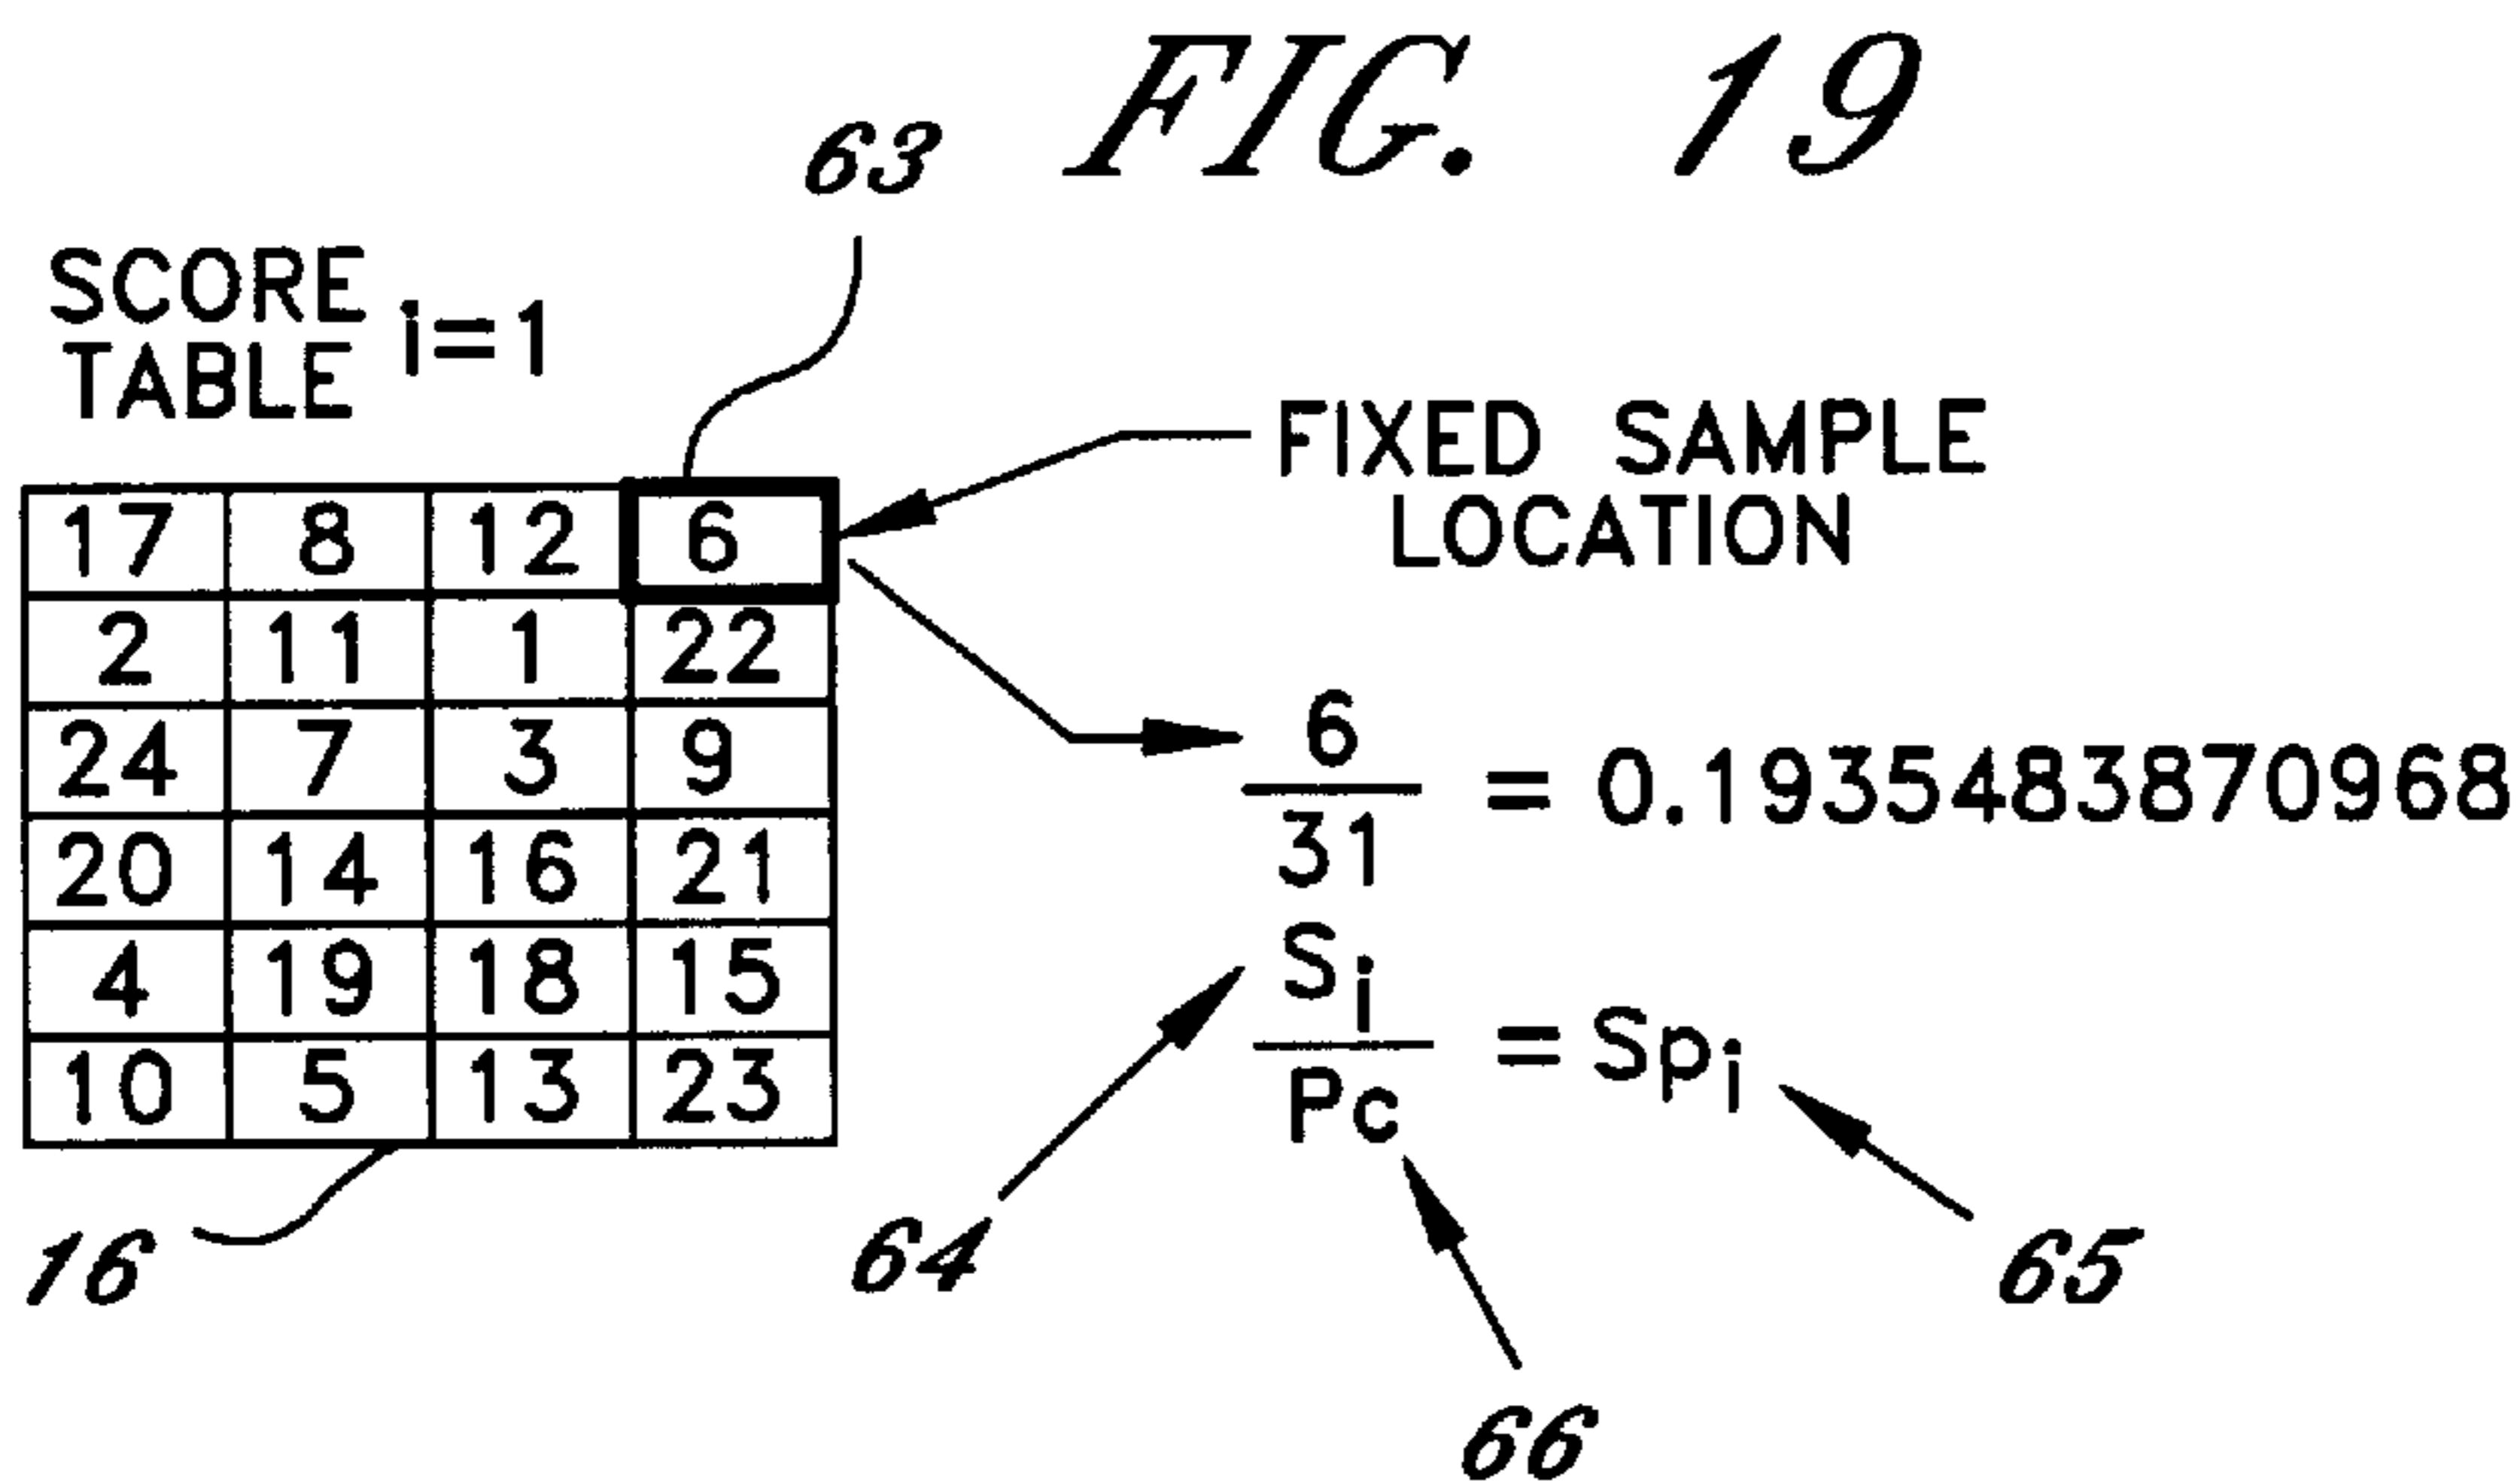 FIG. 19
63
SCORE TABLE i=1
FIXED SAMPLE
LOCATION
17 8 12 6
2 11 1 22
24 7 3 9
20 14 16 21
4 19 18 15
10 5 13 23
6
31
= 0.1935483870968
Si
Pc
= Spi
16
64
65
66